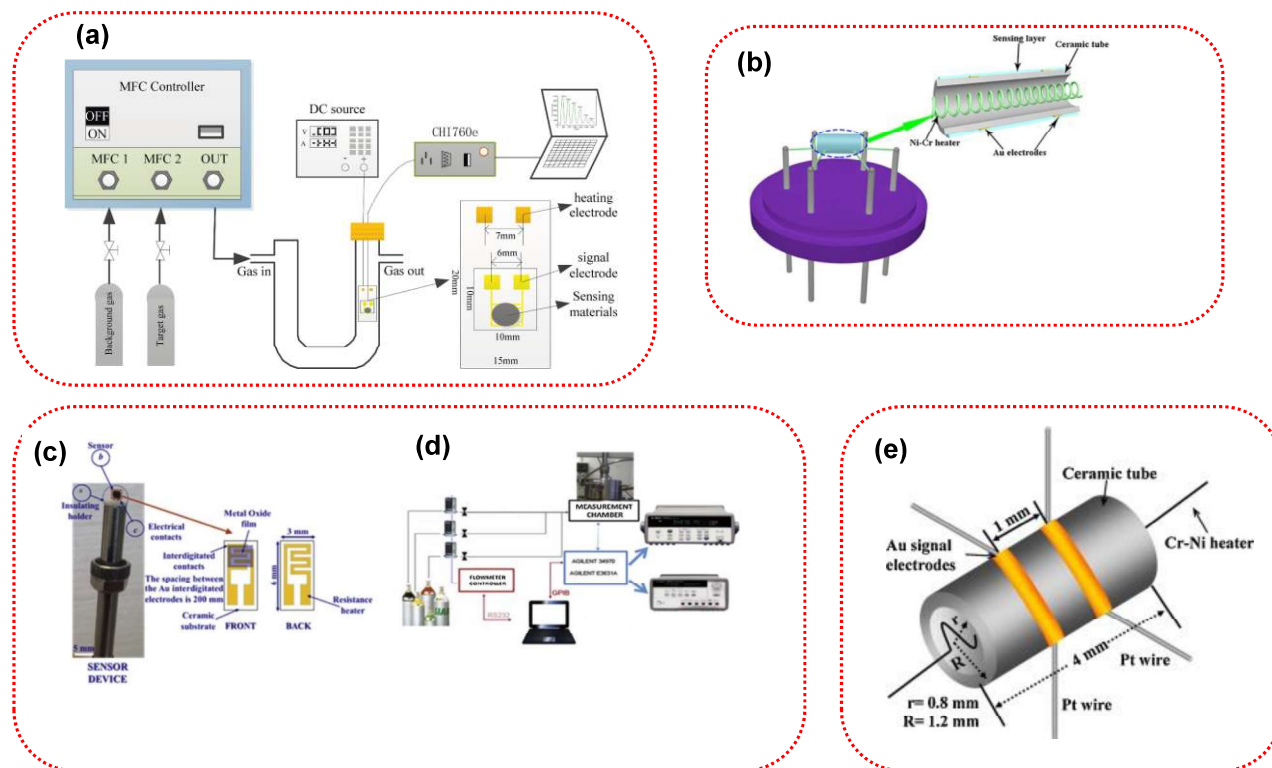 (a)
MFC Controller
OFF
ON
MFC 1 MFC 2 OUT
DC source
V
A
- +
CHI760e
Gas in
Gas out
Background gas
Target gas
heating
electrode
7mm
6mm
signal
electrode
20mm
10mm
Sensing
materials
10mm
15mm
(b)
Sensing layer
Ceramic tube
Ni-Cr heater
Au electrodes
(c)
Sensor
b
Insulating
holder
c
Electrical
contacts
Metal Oxide
film
Interdigitated
contacts
The spacing between
the Au interdigitated
electrodes is 200 mm
Ceramic
substrate
FRONT
3 mm
4 mm
Resistance
heater
BACK
5 mm
SENSOR
DEVICE
(d)
MEASUREMENT
CHAMBER
FLOWMETER
CONTROLLER
AGILENT 34970
AGILENT E3631A
GPIB
RS232
(e)
Ceramic tube
1 mm
Au signal
electrodes
Cr-Ni heater
r
R
4 mm
Pt wire
Pt wire
r= 0.8 mm
R= 1.2 mm